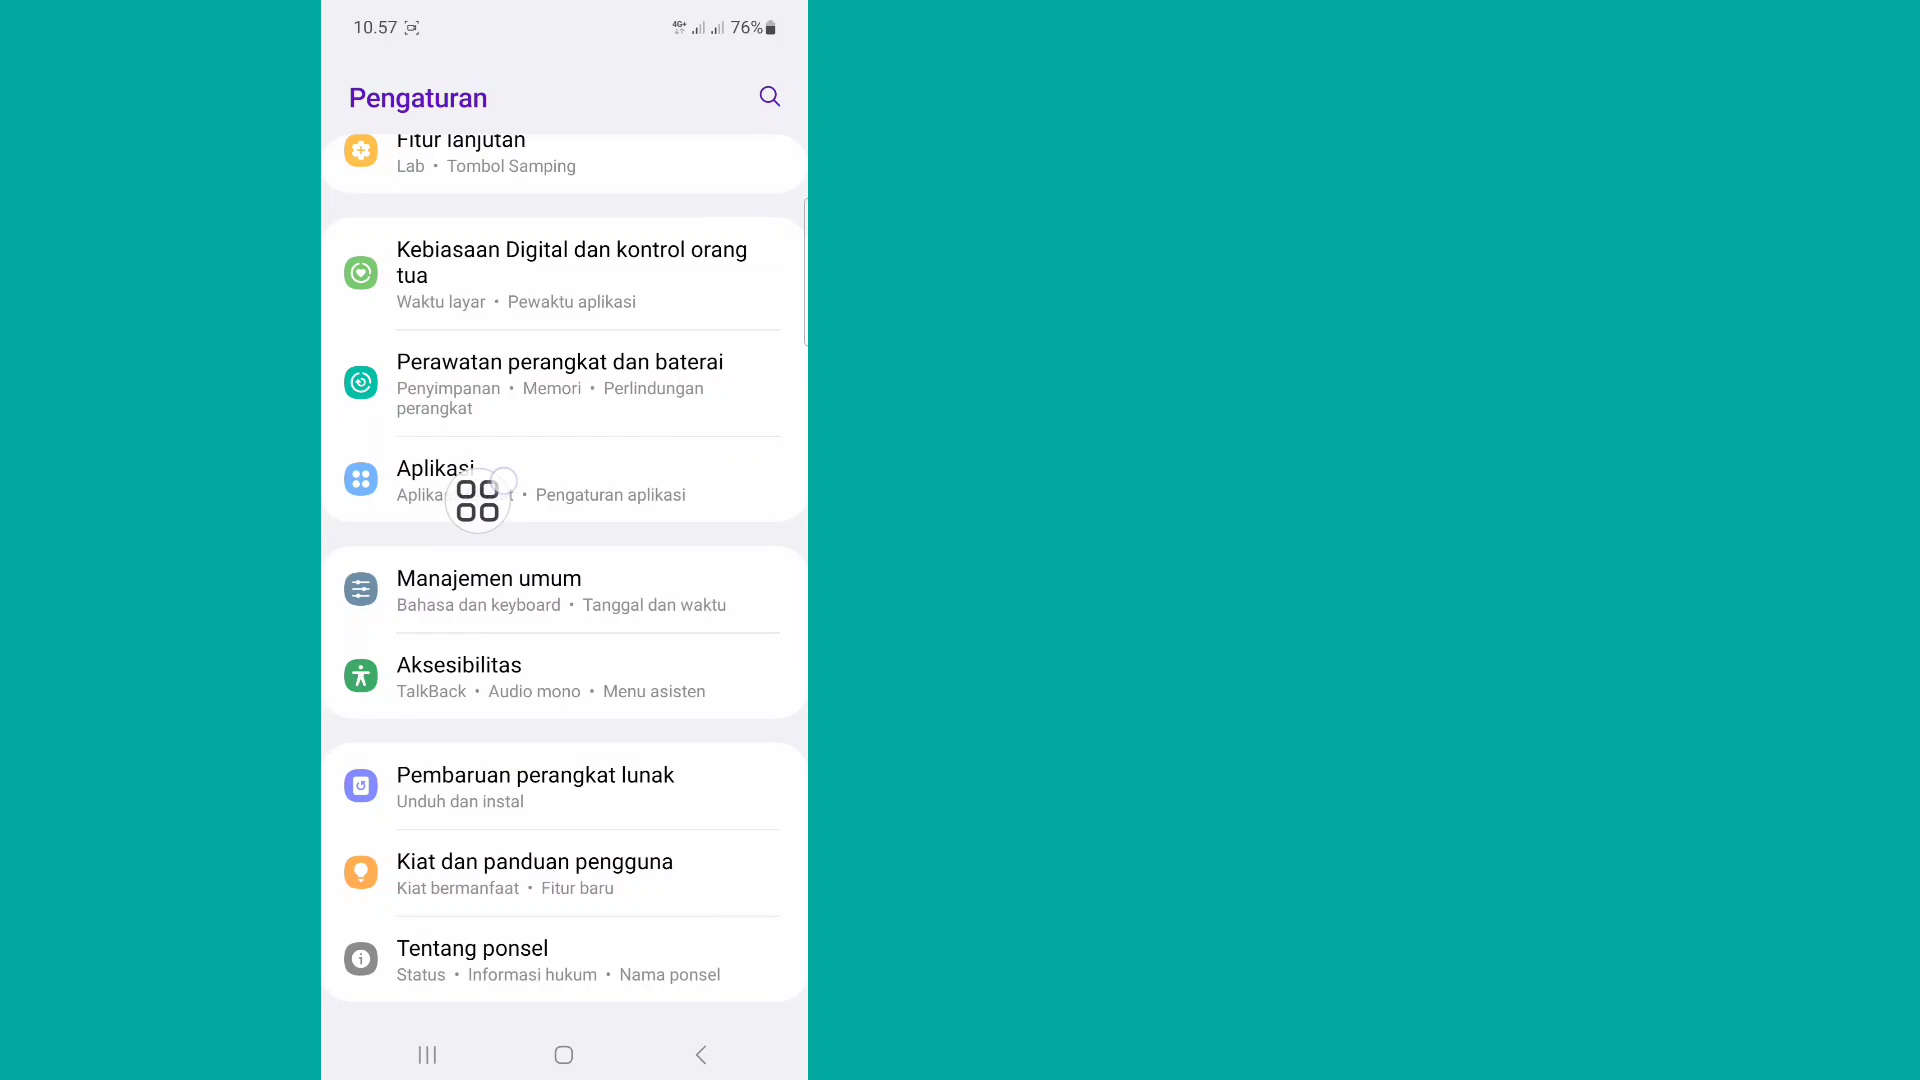 10.57 4G+ 76%
Pengaturan
Fitur lanjutan
Lab • Tombol Samping
Kebiasaan Digital dan kontrol orang
tua
Waktu layar • Pewaktu aplikasi
Perawatan perangkat dan baterai
Penyimpanan • Memori • Perlindungan
perangkat
Aplikasi
• Pengaturan aplikasi
Manajemen umum
Bahasa dan keyboard • Tanggal dan waktu
Aksesibilitas
TalkBack • Audio mono • Menu asisten
Pembaruan perangkat lunak
Unduh dan instal
Kiat dan panduan pengguna
Kiat bermanfaat • Fitur baru
Tentang ponsel
Status • Informasi hukum • Nama ponsel